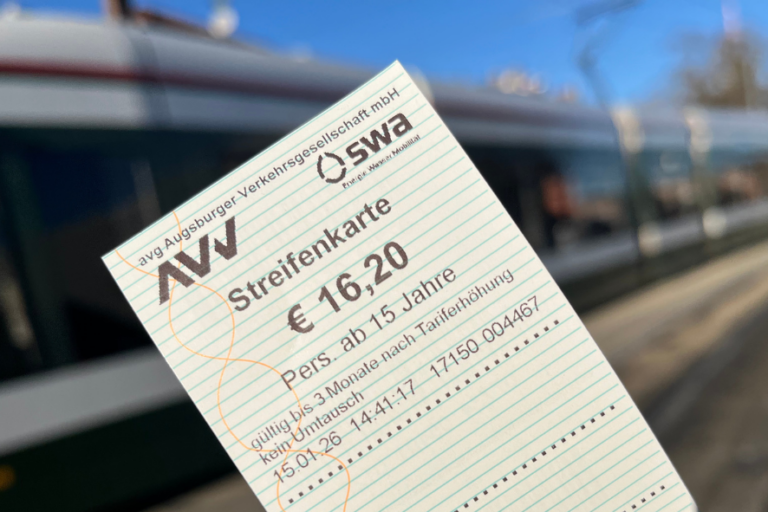 avg Augsburger Verkehrsgesellschaft mbH
swa
Energie Wasser Mobilität
AVV
Streifenkarte
€ 16,20
Pers. ab 15 Jahre
gültig bis 3 Monate nach Tariferhöhung
kein Umtausch
15.01.26 14:41:17 17150 004467